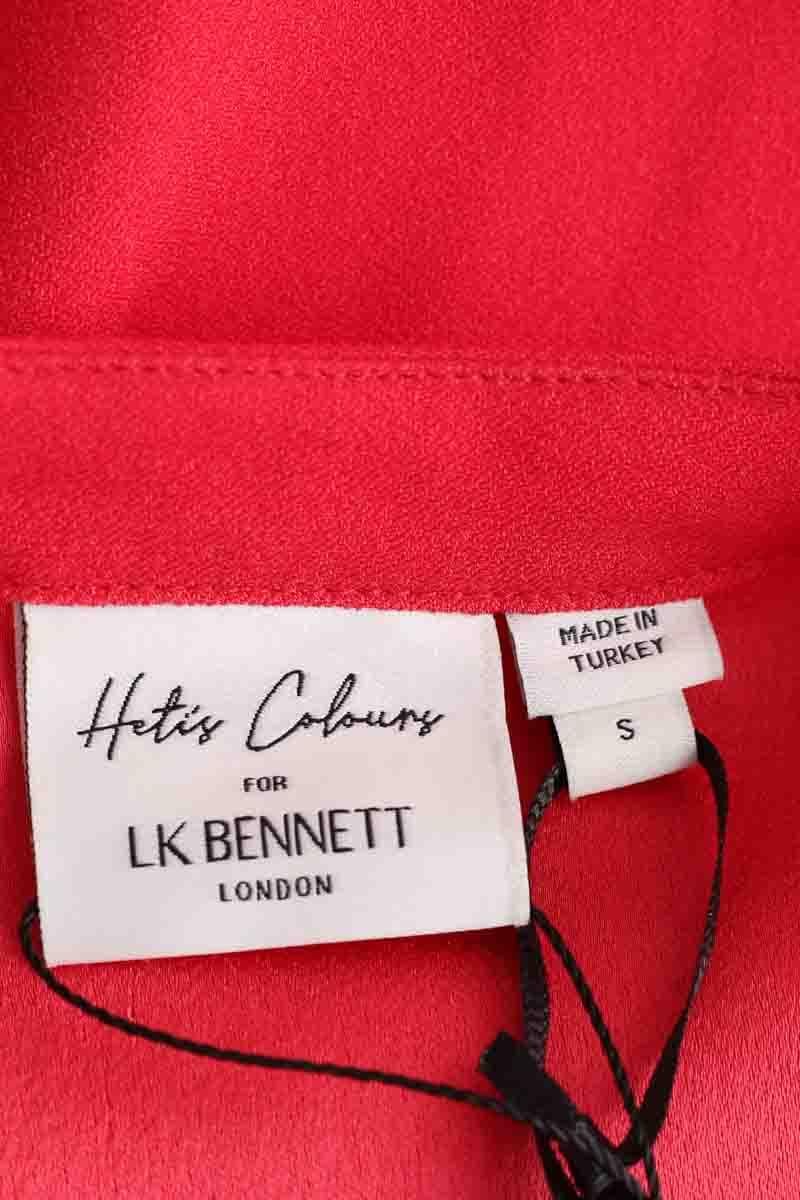 Heti's Colours
FOR
LK BENNETT
LONDON
MADE IN
TURKEY
S